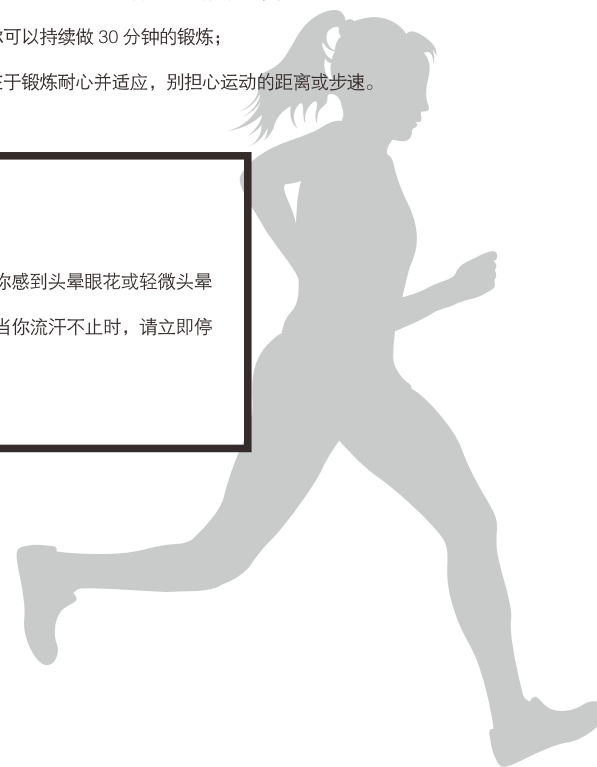 可以持续做 30 分钟的锻炼；
于锻炼耐心并适应，别担心运动的距离或步速。
你感到头晕眼花或轻微头晕
当你流汗不止时，请立即停